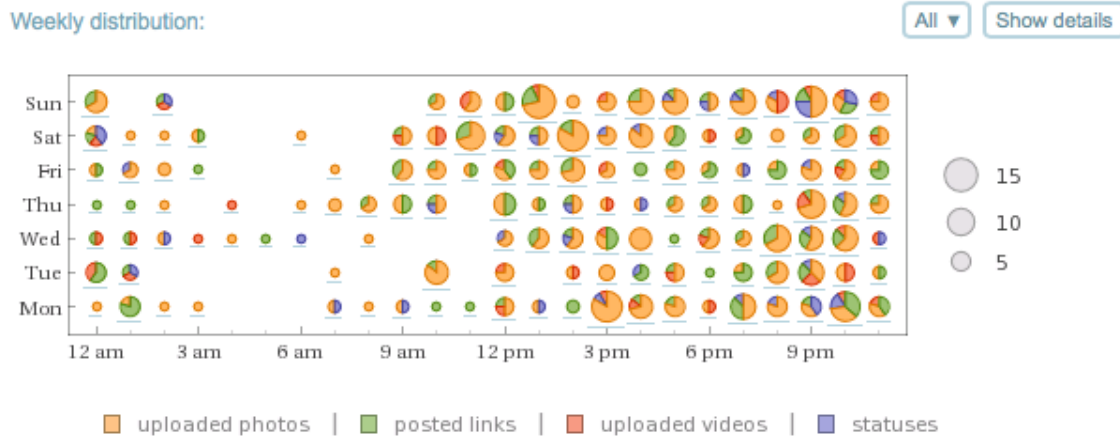 Weekly distribution:
All ▼
Show details
Sun
Sat
Fri
Thu
Wed
Tue
Mon
12 am 3 am 6 am 9 am 12 pm 3 pm 6 pm 9 pm
15
10
5
uploaded photos | posted links | uploaded videos | statuses